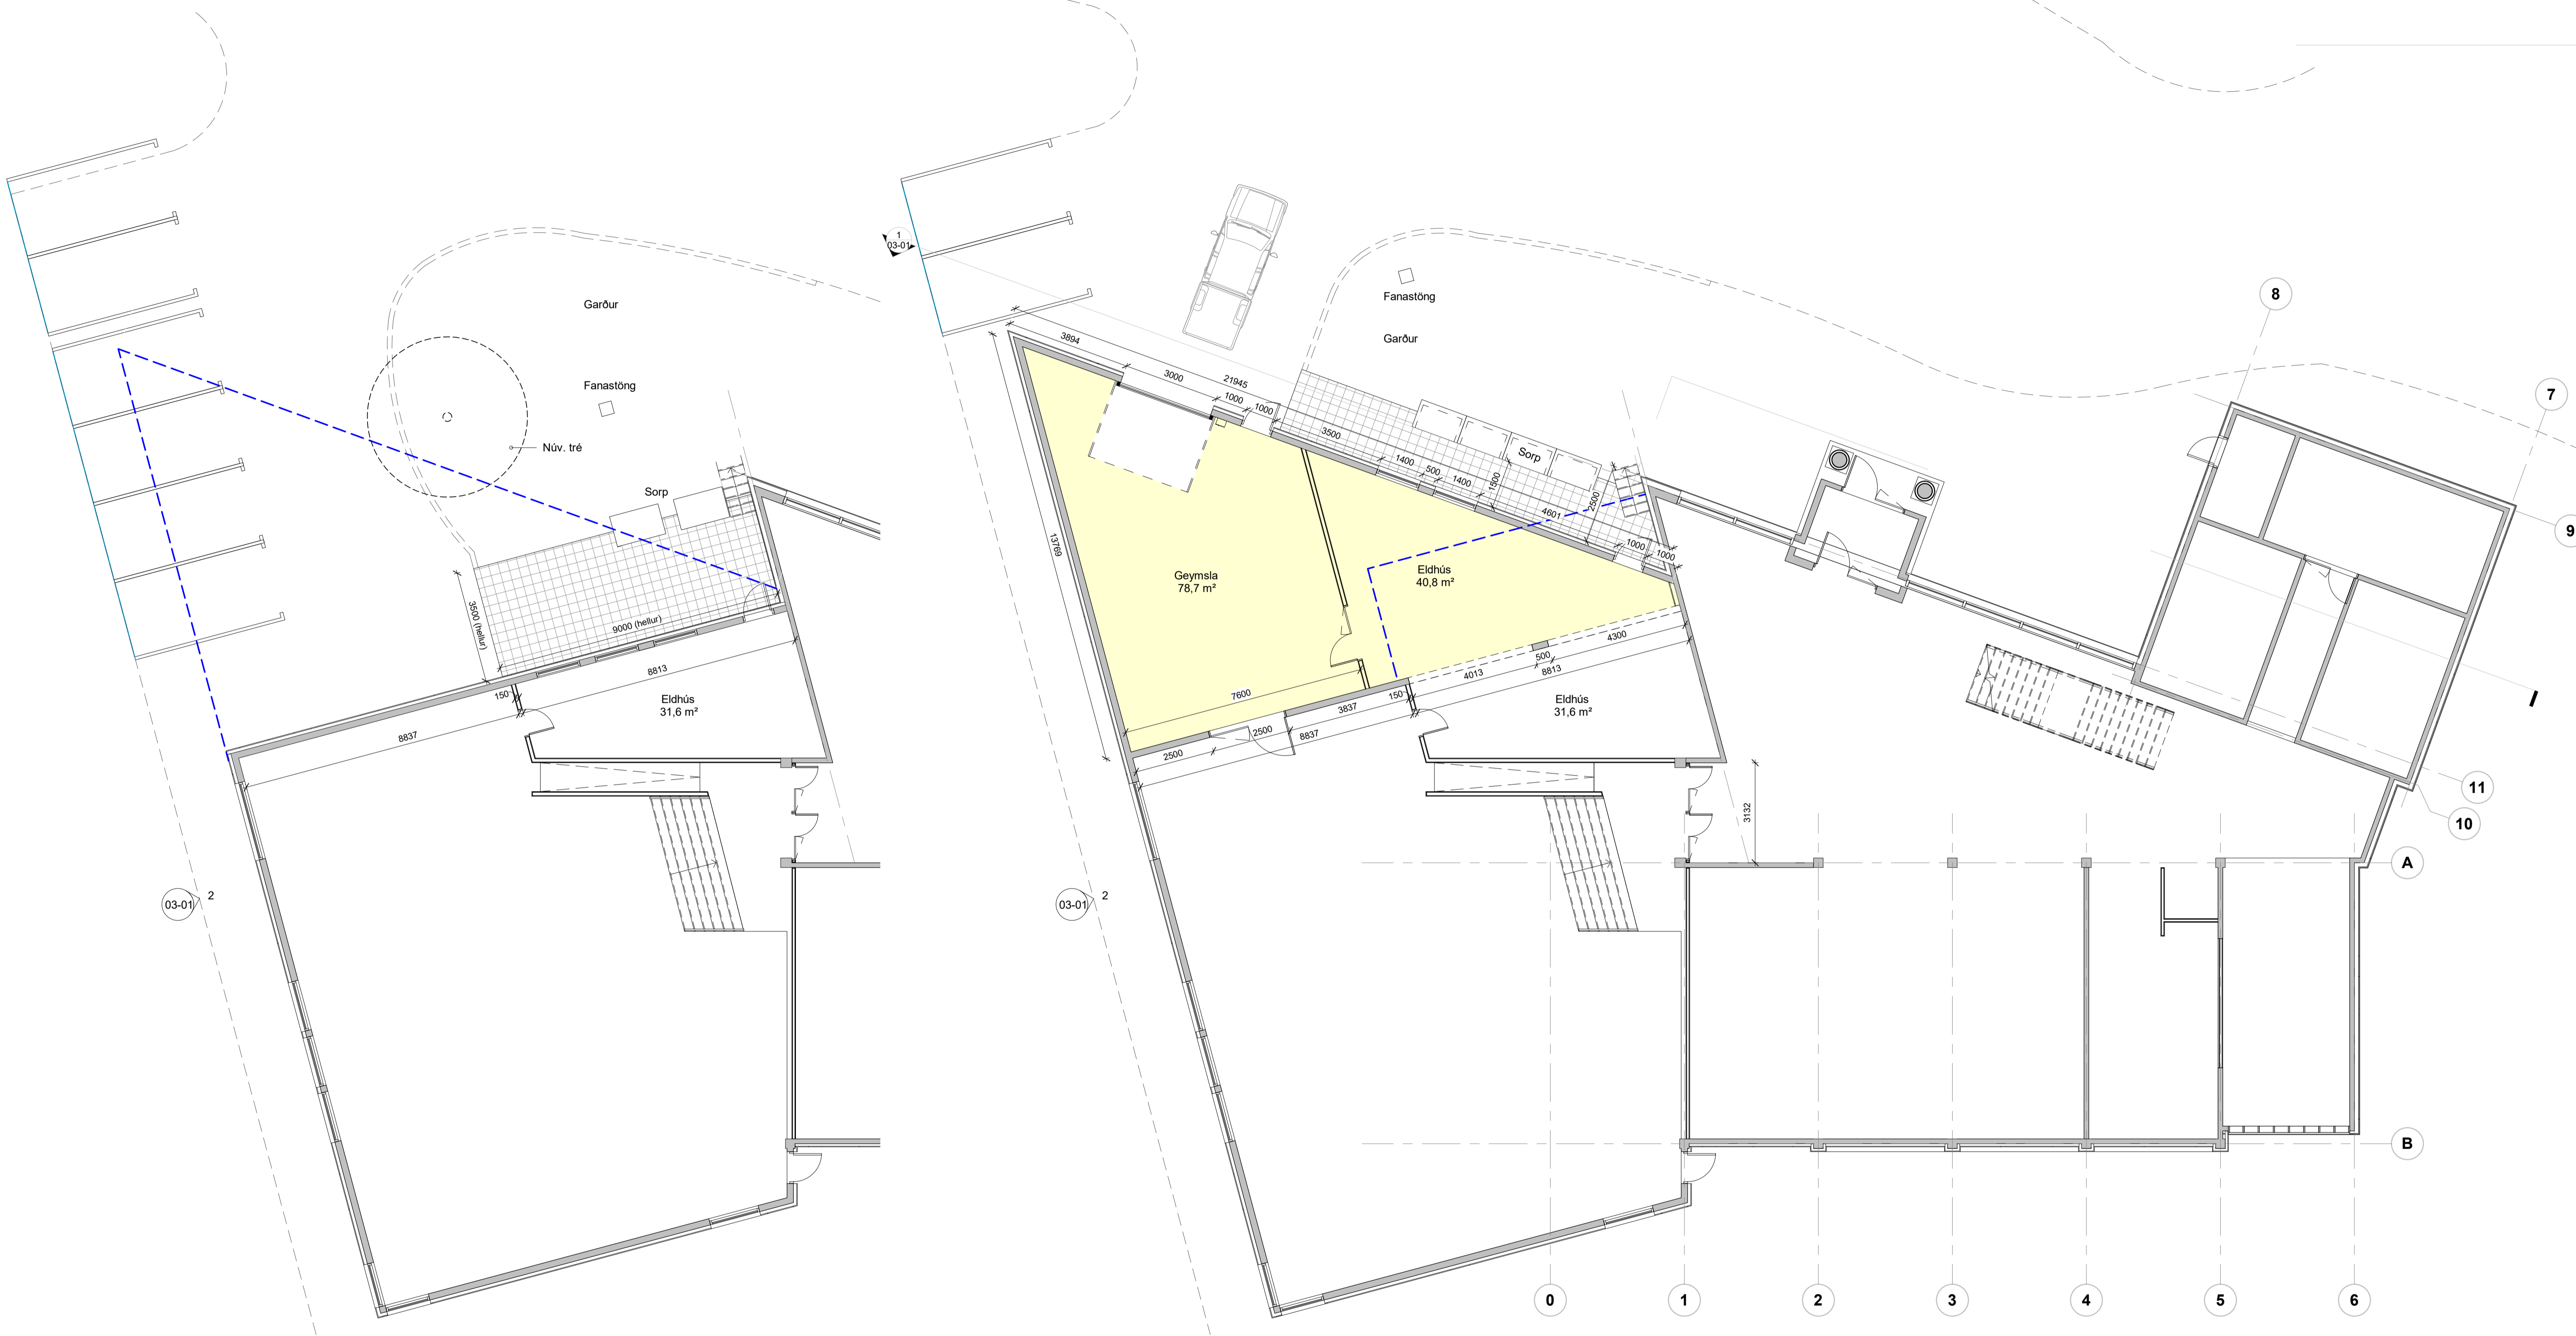 Garður
Fanastöng
Núv. tré
Sorp
3500 (hellur)
9000 (hellur)
8813
150
Eldhús
31,6 m²
8837
03-01
2
1
03-01
Fanastöng
Garður
3894
3000
21945
1000
1000
3500
1400
500
1400
1500
Sorp
2500
4601
1000
1000
13769
Geymsla
78,7 m²
Eldhús
40,8 m²
4300
500
8813
4013
150
7600
3837
2500
8837
2500
Eldhús
31,6 m²
3132
03-01
2
8
7
9
11
10
A
B
0
1
2
3
4
5
6